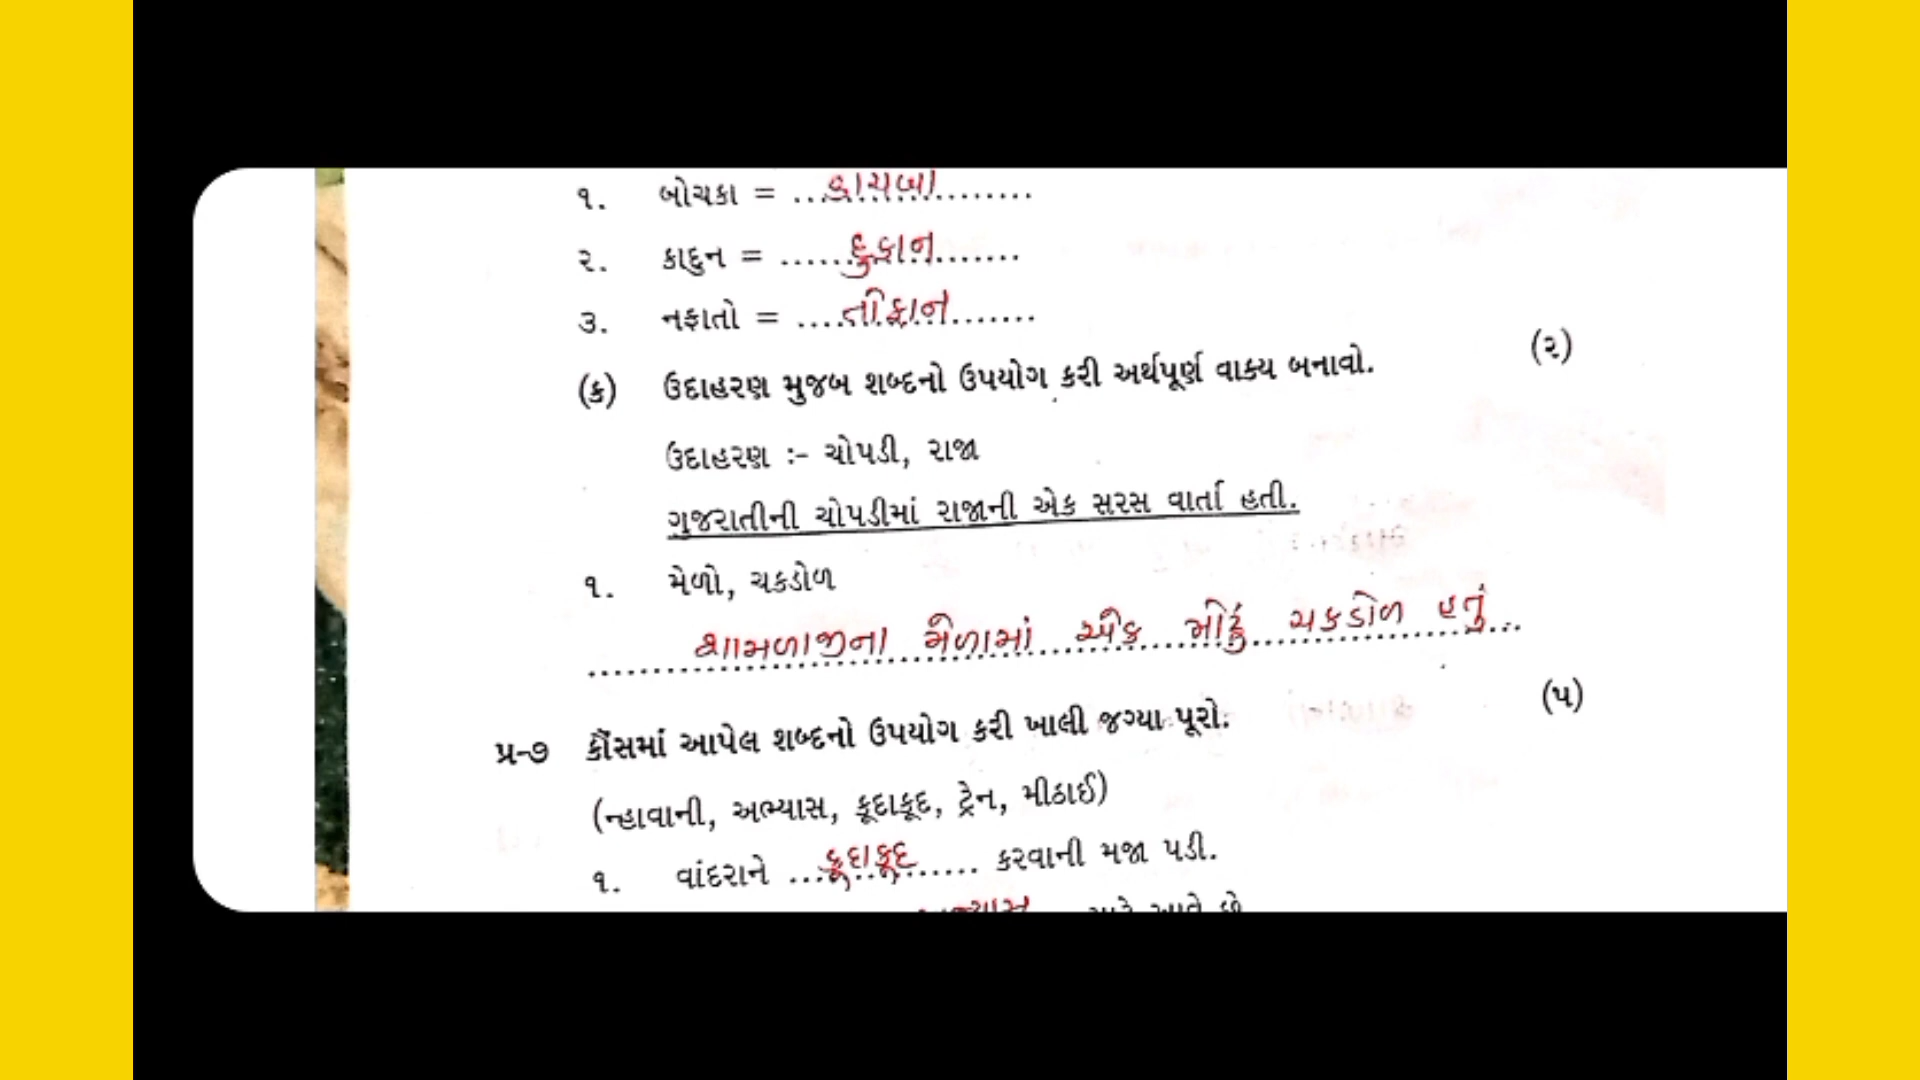 ૧. બોચકા = ....કાચબો..........
૨. કાદુન = ......દુકાન.........
૩. નફાતો = ....તોફાન.........
(ક) ઉદાહરણ મુજબ શબ્દનો ઉપયોગ કરી અર્થપૂર્ણ વાક્ય બનાવો. (૨)
ઉદાહરણ :- ચોપડી, રાજા
ગુજરાતીની ચોપડીમાં રાજાની એક સરસ વાર્તા હતી.
૧. મેળો, ચકડોળ
શામળાજીના મેળામાં એક મોટું ચકડોળ હતું
પ્ર-૭ કૌંસમાં આપેલ શબ્દનો ઉપયોગ કરી ખાલી જગ્યા પૂરો. (૫)
(ન્હાવાની, અભ્યાસ, કૂદાકૂદ, ટ્રેન, મીઠાઈ)
૧. વાંદરાને ....કૂદાકૂદ....... કરવાની મજા પડી.